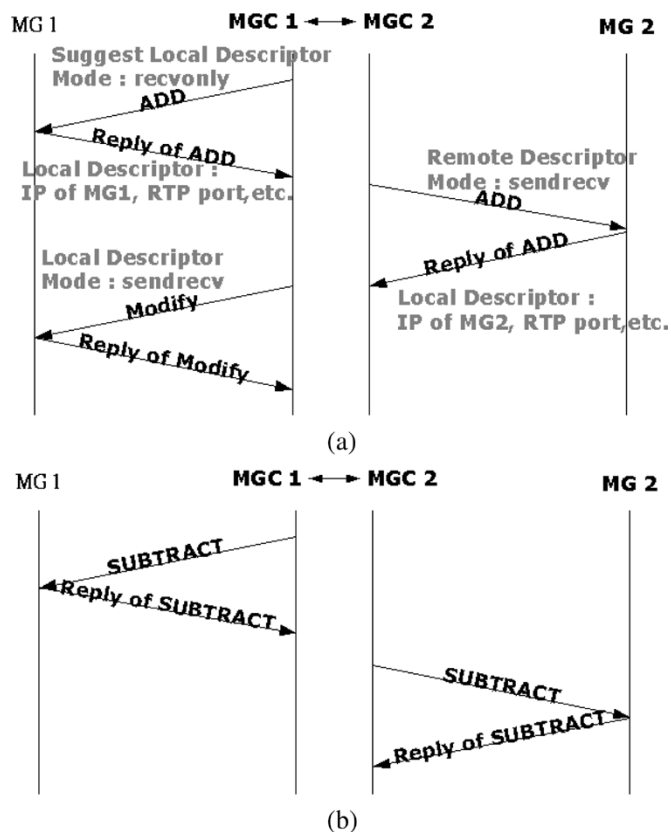 MG 1
MGC 1
MGC 2
MG 2
Suggest Local Descriptor
Mode : recvonly
ADD
Reply of ADD
Local Descriptor :
IP of MG1, RTP port,etc.
Remote Descriptor
Mode : sendrecv
ADD
Reply of ADD
Local Descriptor :
IP of MG2, RTP port,etc.
Local Descriptor
Mode : sendrecv
Modify
Reply of Modify
(a)
MG 1
MGC 1
MGC 2
MG 2
SUBTRACT
Reply of SUBTRACT
SUBTRACT
Reply of SUBTRACT
(b)